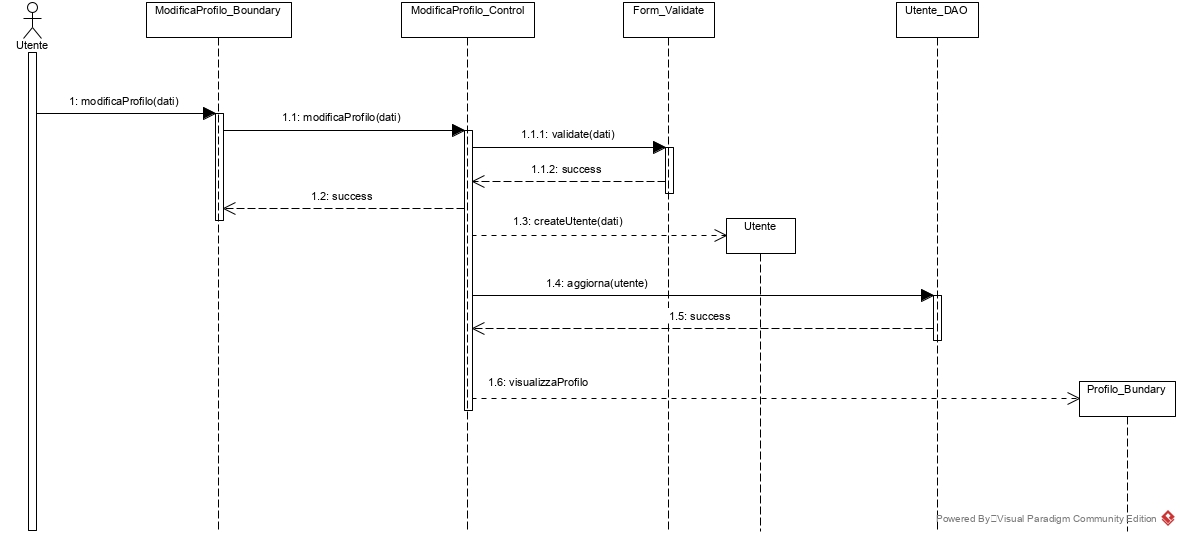 ModificaProfilo_Boundary
ModificaProfilo_Control
Form_Validate
Utente_DAO
Utente
1: modificaProfilo(dati)
1.1: modificaProfilo(dati)
1.1.1: validate(dati)
1.1.2: success
1.2: success
1.3: createUtente(dati)
Utente
1.4: aggiorna(utente)
1.5: success
1.6: visualizzaProfilo
Profilo_Bundary
Powered By Visual Paradigm Community Edition